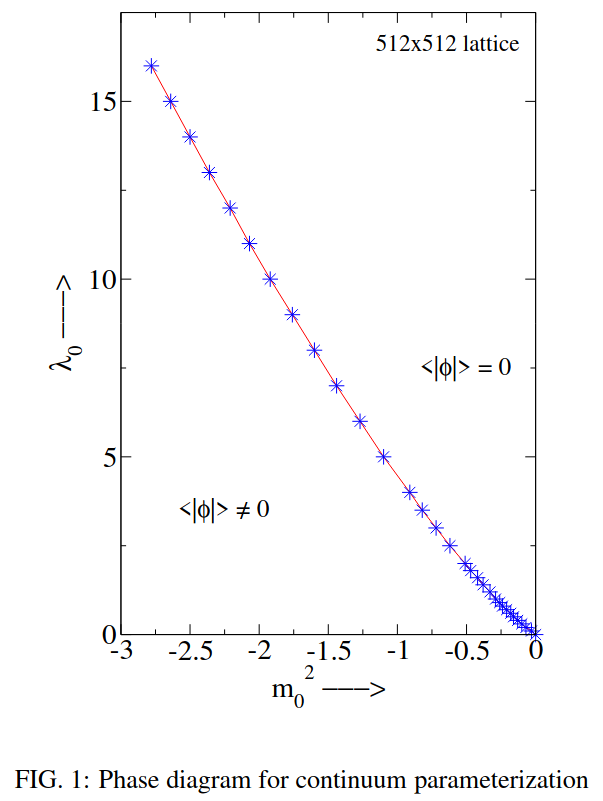 512x512 lattice
15
10
5
0
λ0 --->
<|ϕ|> = 0
<|ϕ|> ≠ 0
-3 -2.5 -2 -1.5 -1 -0.5 0
m0^2 --->
FIG. 1: Phase diagram for continuum parameterization